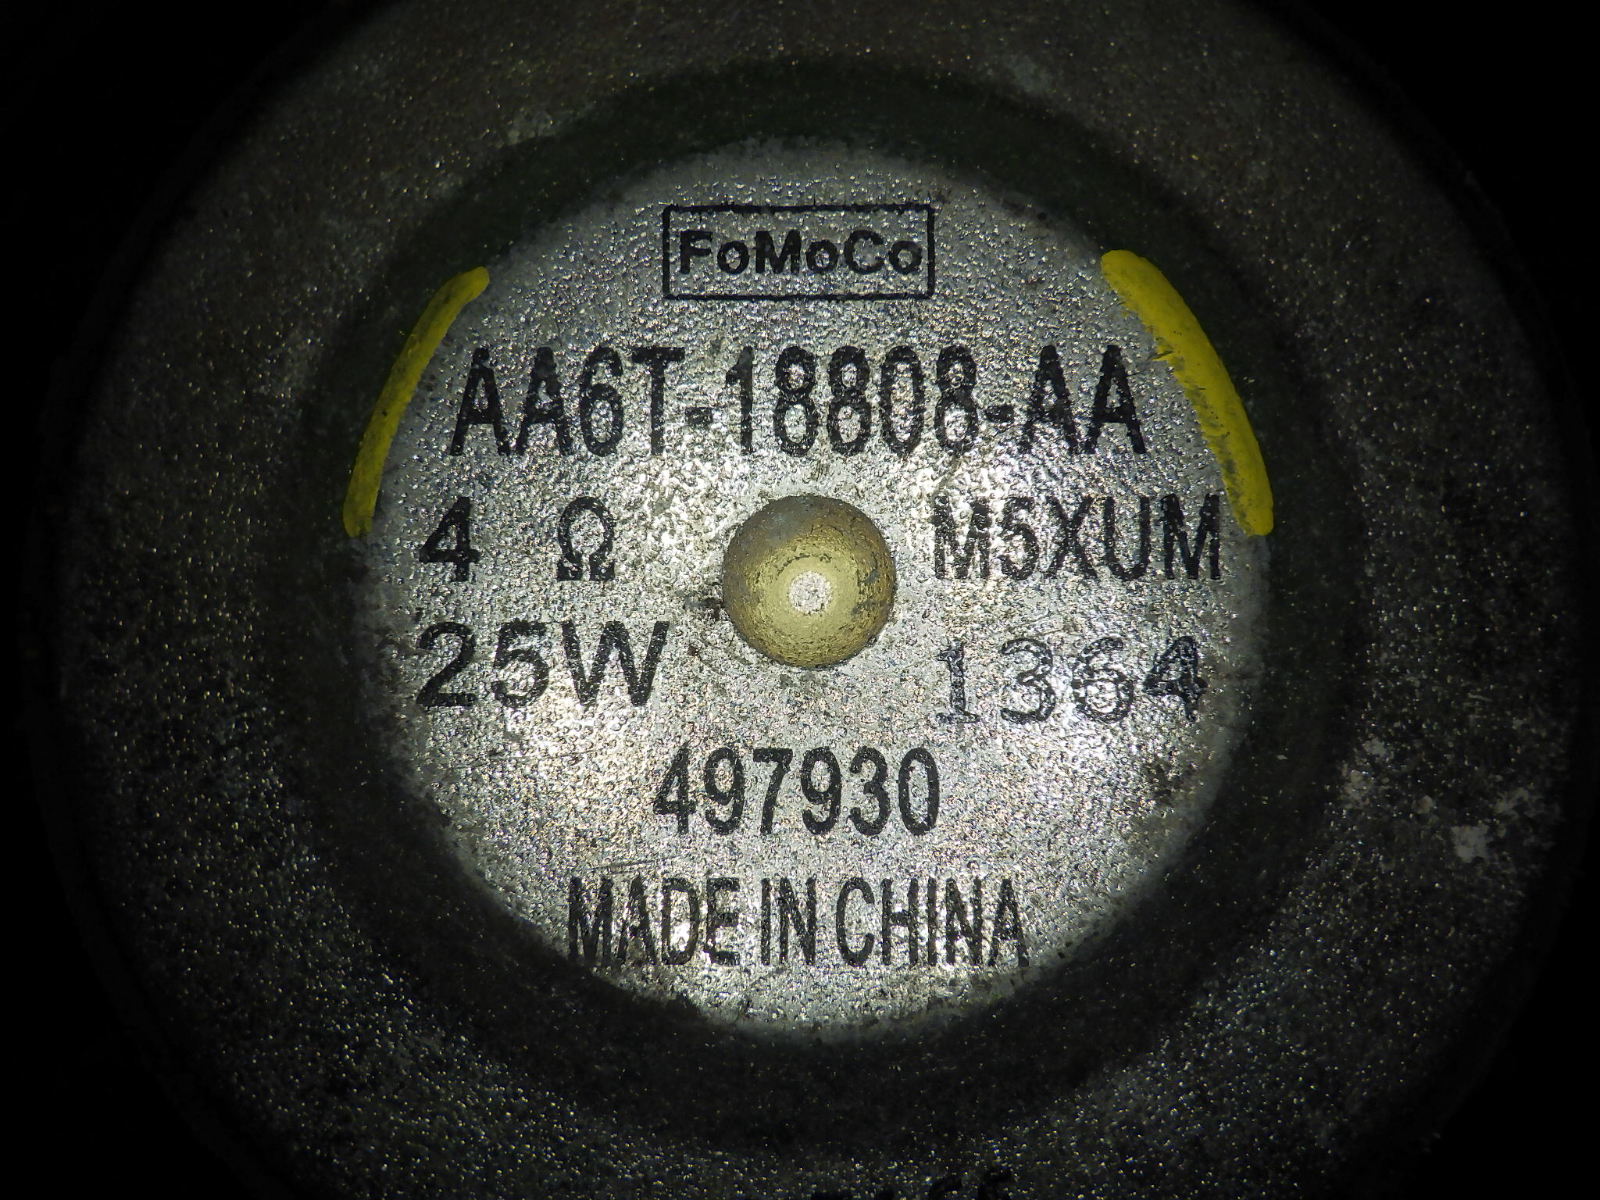 FoMoCo
AA6T-18808-AA
4 Ω M5XUM
25W 1364
497930
MADE IN CHINA